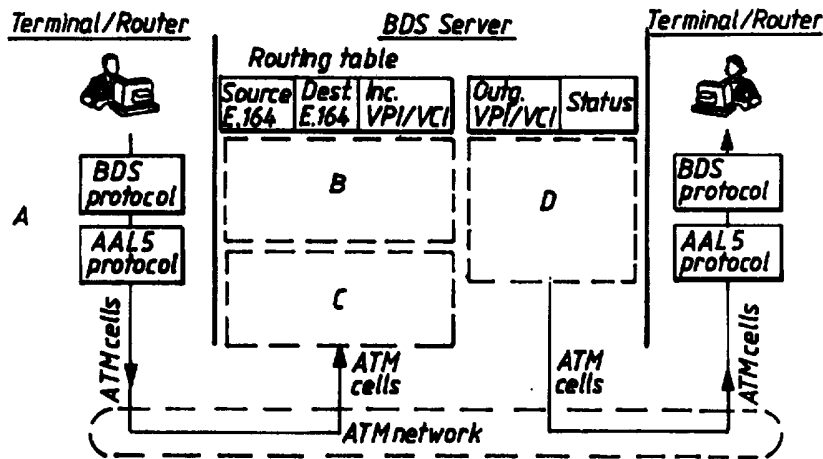 Terminal/Router
BDS Server
Terminal/Router
Routing table
Source E.164
Dest. E.164
Inc. VPI/VCI
Outg. VPI/VCI
Status
A
BDS protocol
AAL5 protocol
B
C
D
BDS protocol
AAL5 protocol
ATM cells
ATM cells
ATM cells
ATM cells
ATM network